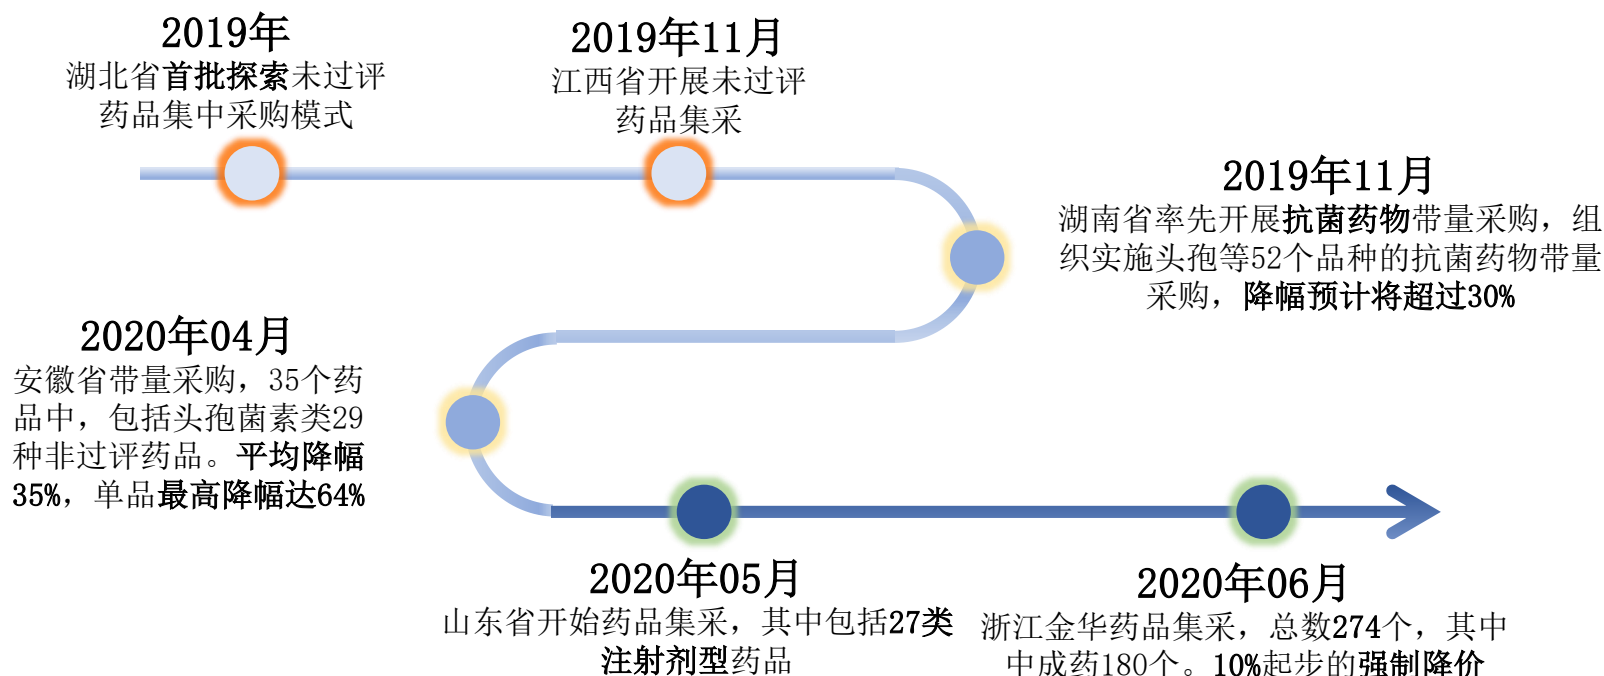 2019年
湖北省首批探索未过评
药品集中采购模式
2019年11月
江西省开展未过评
药品集采
2019年11月
湖南省率先开展抗菌药物带量采购，组
织实施头孢等52个品种的抗菌药物带量
采购，降幅预计将超过30%
2020年04月
安徽省带量采购，35个药
品中，包括头孢菌素类29
种非过评药品。平均降幅
35%，单品最高降幅达64%
2020年05月
山东省开始药品集采，其中包括27类
注射剂型药品
2020年06月
浙江金华药品集采，总数274个，其中
中成药180个。10%起步的强制降价